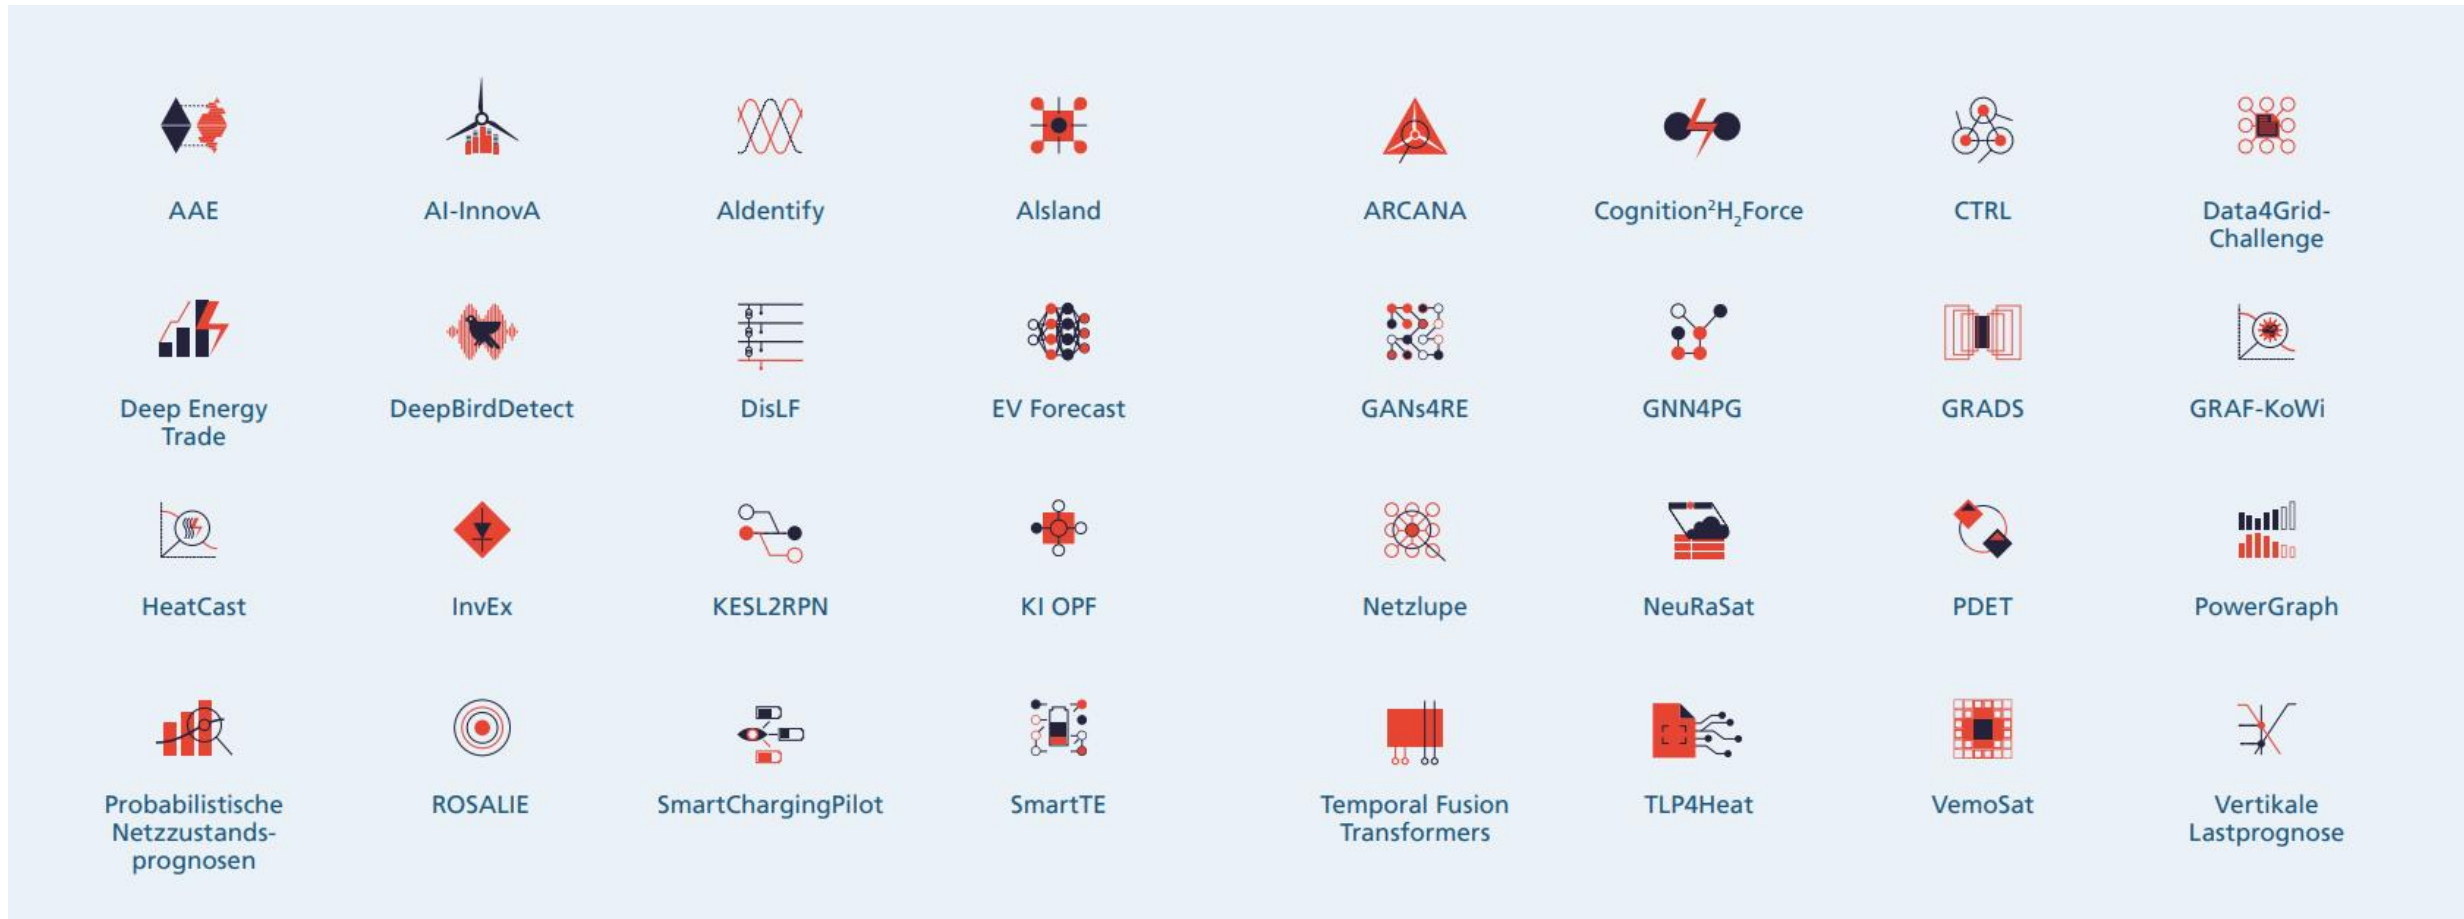 AAE
AI-InnovA
AIdentify
AIsland
ARCANA
Cognition²H₂Force
CTRL
Data4Grid-
Challenge
Deep Energy
Trade
DeepBirdDetect
DisLF
EV Forecast
GANs4RE
GNN4PG
GRADS
GRAF-KoWi
HeatCast
InvEx
KESL2RPN
KI OPF
Netzlupe
NeuRaSat
PDET
PowerGraph
Probabilistische
Netzzustands-
prognosen
ROSALIE
SmartChargingPilot
SmartTE
Temporal Fusion
Transformers
TLP4Heat
VemoSat
Vertikale
Lastprognose